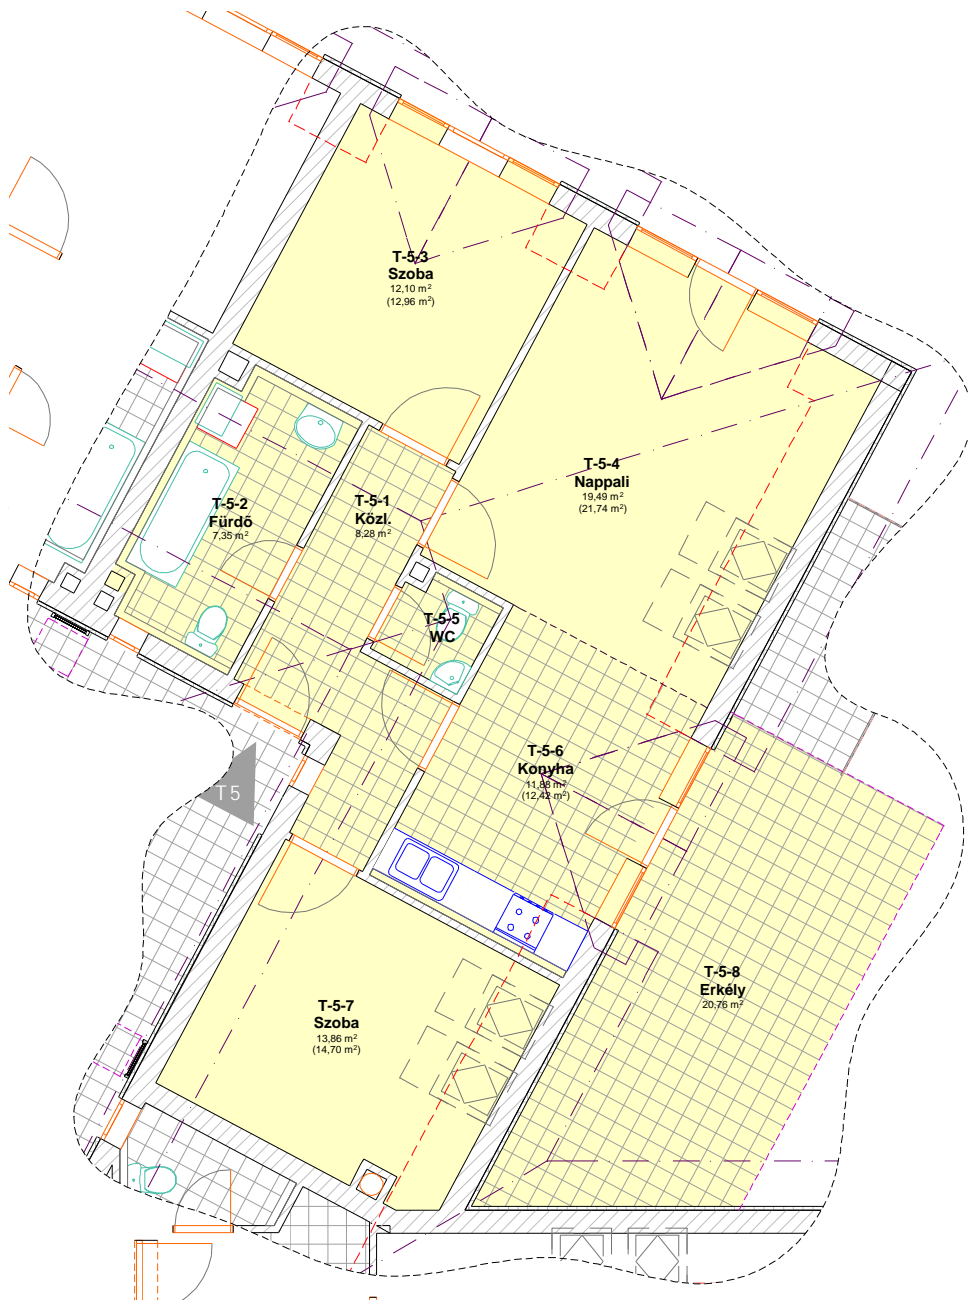 T-5-3
Szoba
12,10 m²
(12,96 m²)
T-5-4
Nappali
19,49 m²
(21,74 m²)
T-5-2
Fürdő
7,35 m²
T-5-1
Közl.
8,28 m²
T-5-5
WC
T-5-6
Konyha
11,88 m²
(12,42 m²)
T5
T-5-8
Erkély
20,76 m²
T-5-7
Szoba
13,86 m²
(14,70 m²)